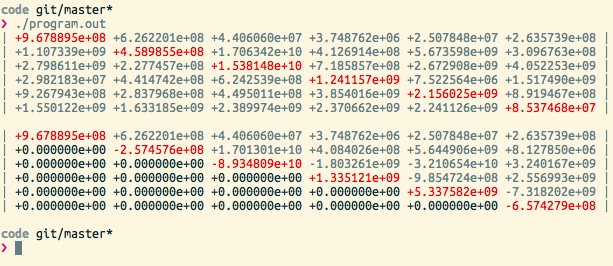 code git/master*
❯ ./program.out
| +9.678895e+08 +6.262201e+08 +4.406060e+07 +3.748762e+06 +2.507848e+07 +2.635739e+08 |
| +1.107339e+09 +4.589855e+08 +1.706342e+10 +4.126914e+08 +5.673598e+09 +3.096763e+08 |
| +2.798611e+09 +2.277457e+08 +1.538148e+10 +7.185857e+08 +2.672908e+09 +4.052253e+09 |
| +2.982183e+07 +4.414742e+08 +6.242539e+08 +1.241157e+09 +7.522564e+06 +1.517490e+09 |
| +9.267943e+08 +2.837968e+08 +4.495011e+08 +3.854016e+09 +2.156025e+09 +8.919467e+08 |
| +1.550122e+09 +1.633185e+09 +2.389974e+09 +2.370662e+09 +2.241126e+09 +8.537468e+07 |
| +9.678895e+08 +6.262201e+08 +4.406060e+07 +3.748762e+06 +2.507848e+07 +2.635739e+08 |
| +0.000000e+00 -2.574576e+08 +1.701301e+10 +4.084026e+08 +5.644906e+09 +8.127850e+06 |
| +0.000000e+00 +0.000000e+00 -8.934809e+10 -1.803261e+09 -3.210654e+10 +3.240167e+09 |
| +0.000000e+00 +0.000000e+00 +0.000000e+00 +1.335121e+09 -9.854724e+08 +2.556993e+09 |
| +0.000000e+00 +0.000000e+00 +0.000000e+00 +0.000000e+00 +5.337582e+09 -7.318202e+09 |
| +0.000000e+00 +0.000000e+00 +0.000000e+00 +0.000000e+00 +0.000000e+00 -6.574279e+08 |
code git/master*
❯